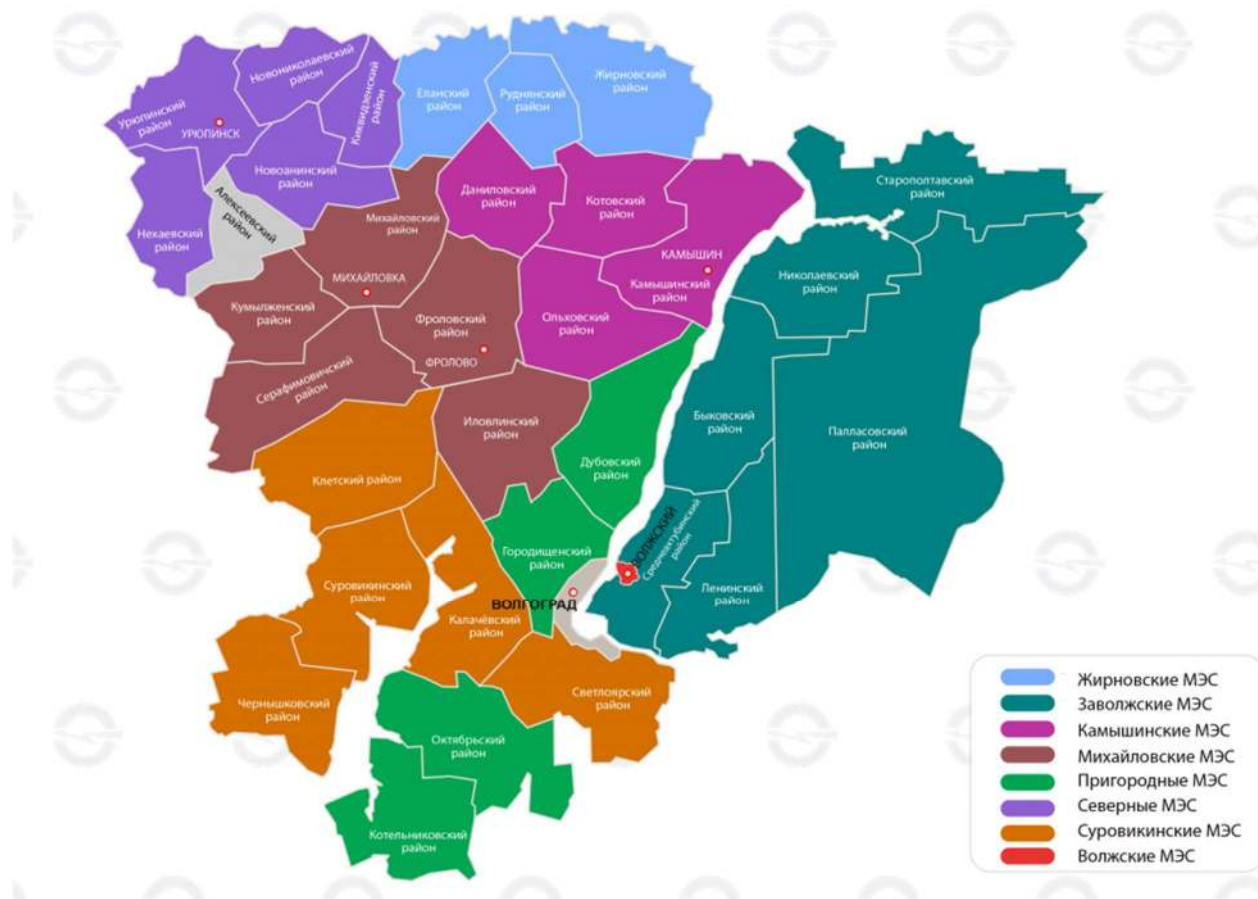 Новониколаевский
район
Урюпинский
район
УРЮПИНСК
Киквидзенский
район
Еланский
район
Руднянский
район
Жирновский
район
Новоанинский
район
Алексеевский
район
Нехаевский
район
Михайловский
район
МИХАЙЛОВКА
Даниловский
район
Котовский
район
КАМЫШИН
Камышинский
район
Старополтавский
район
Николаевский
район
Кумылженский
район
Фроловский
район
ФРОЛОВО
Ольховский
район
Серафимовичский
район
Иловлинский
район
Быковский
район
Палласовский
район
Дубовский
район
Клетский район
Городищенский
район
ВОЛЖСКИЙ
Среднеахтубинский
район
Ленинский
район
Суровикинский
район
ВОЛГОГРАД
Калачёвский
район
Светлоярский
район
Чернышковский
район
Октябрьский
район
Котельниковский
район
Жирновские МЭС
Заволжские МЭС
Камышинские МЭС
Михайловские МЭС
Пригородные МЭС
Северные МЭС
Суровикинские МЭС
Волжские МЭС